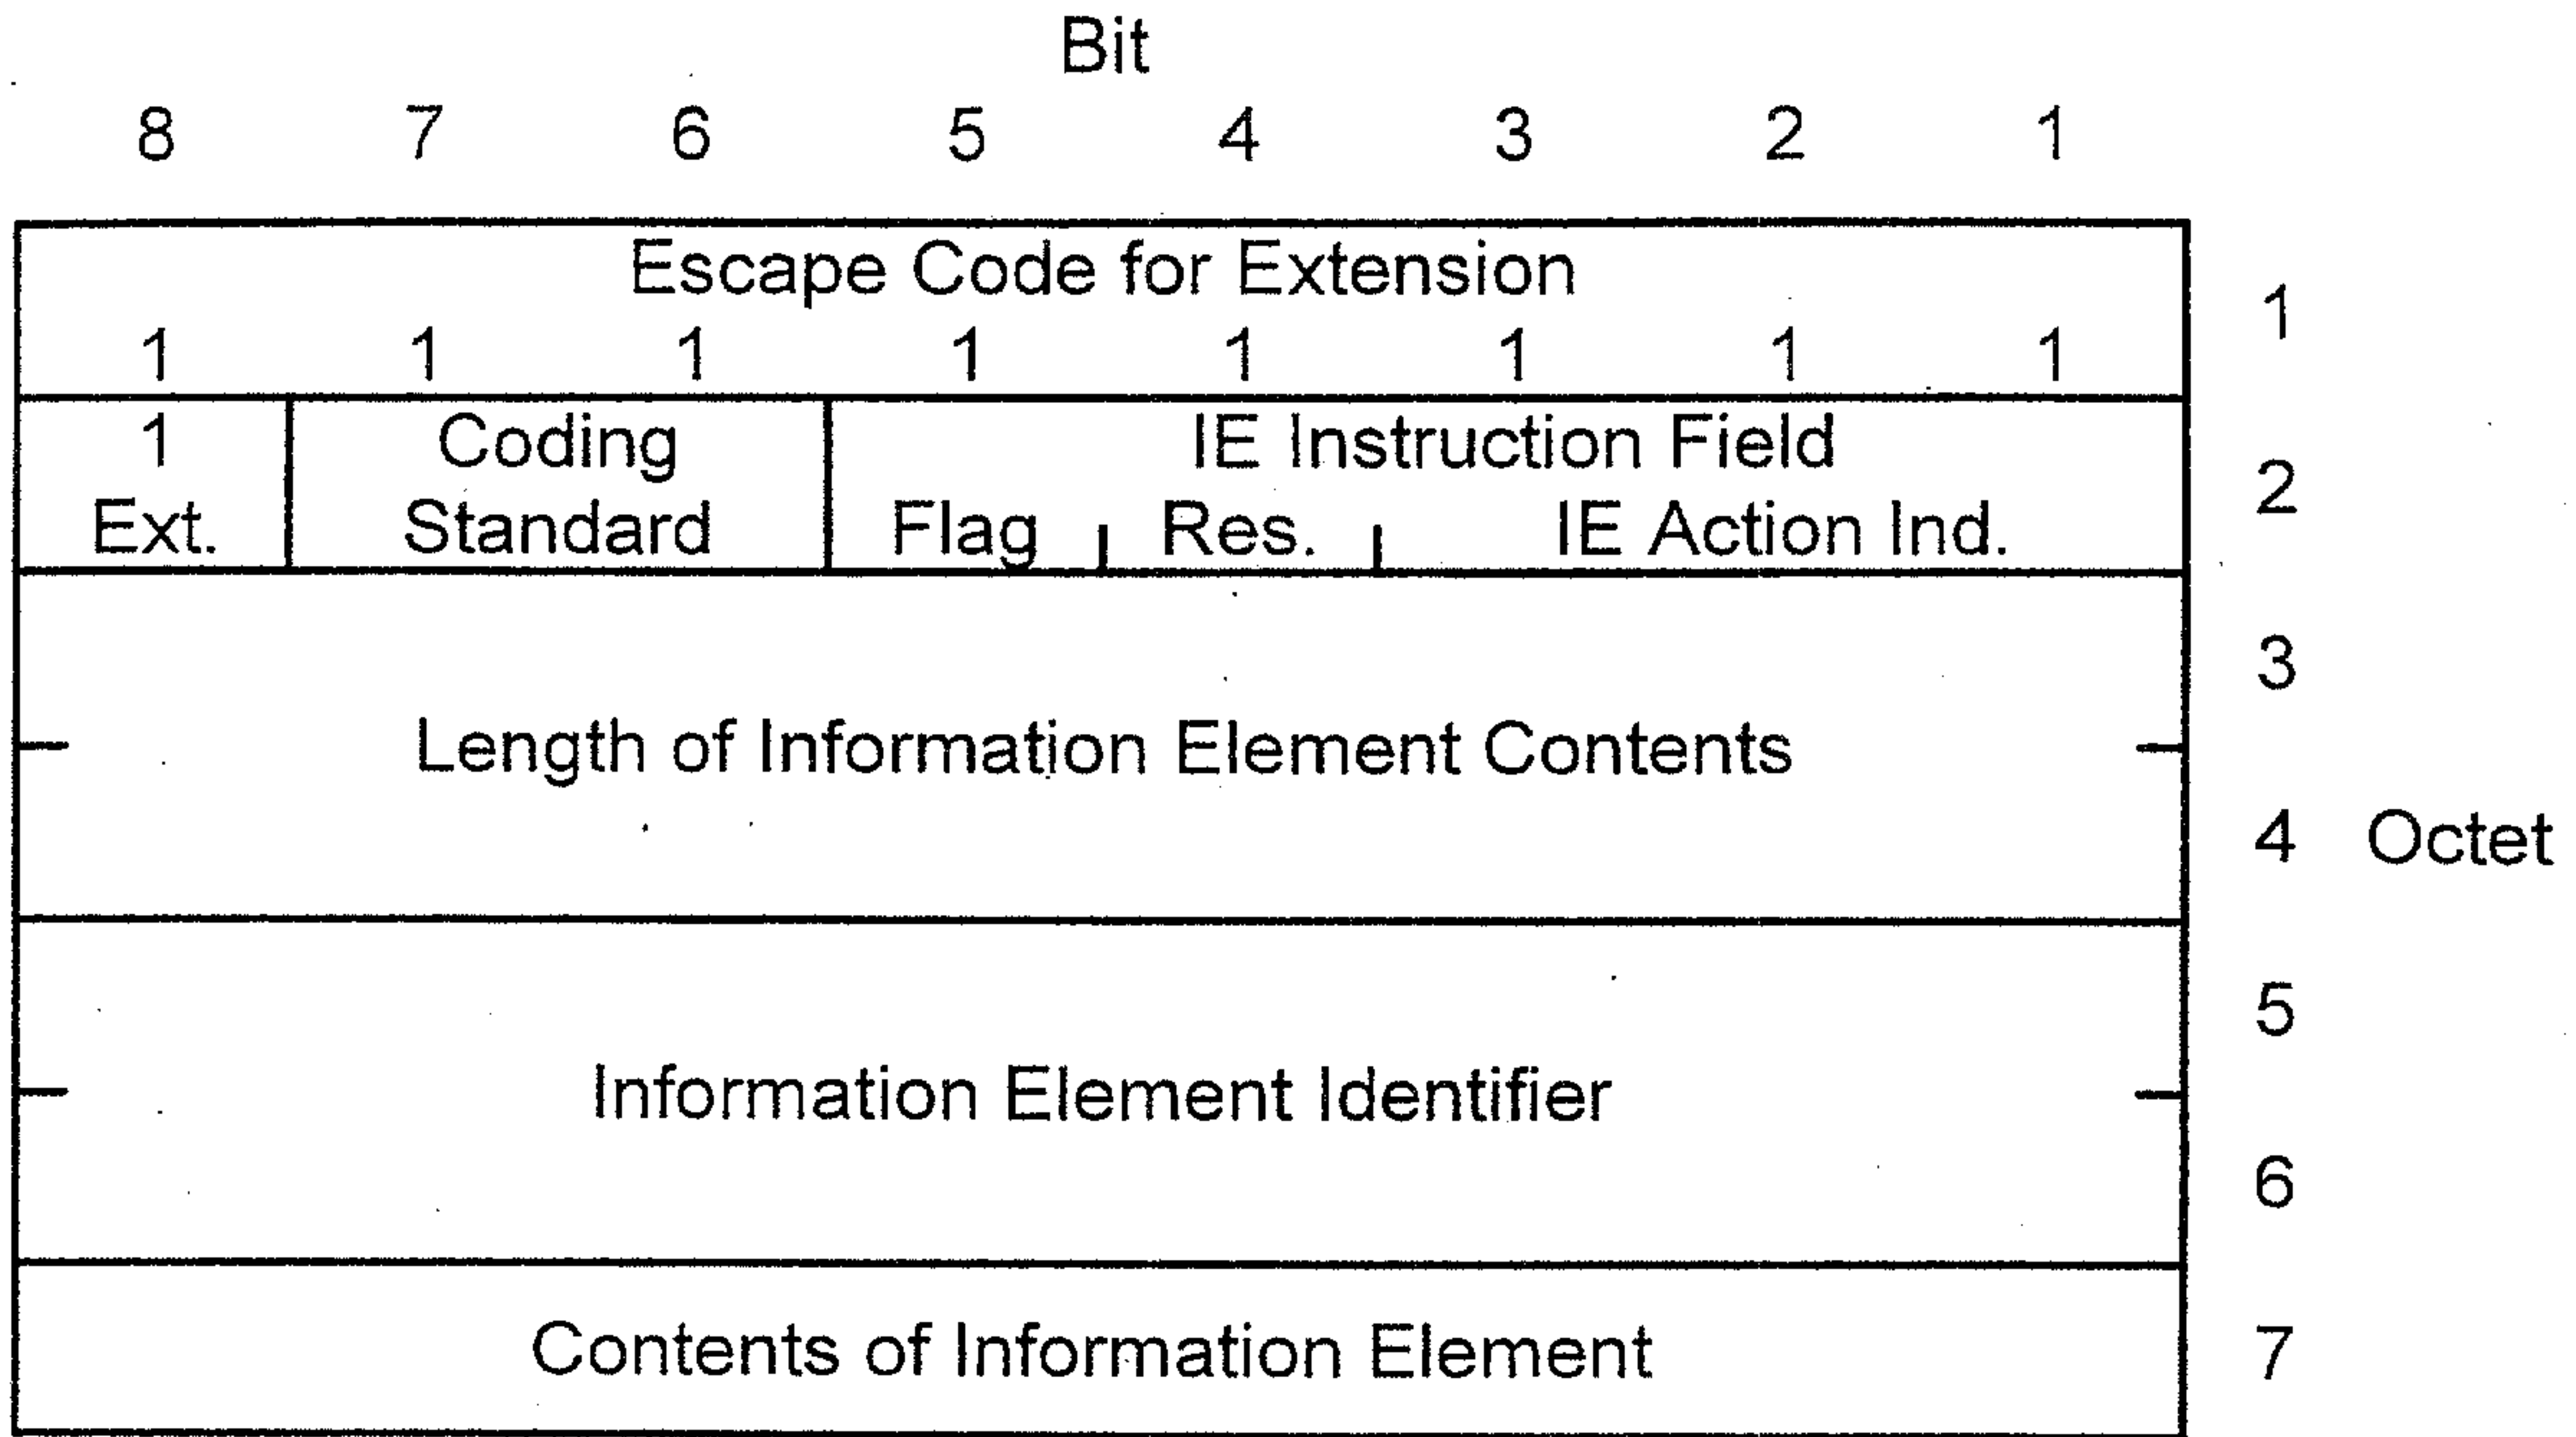 Bit
8 7 6 5 4 3 2 1
Escape Code for Extension
1 1 1 1 1 1 1 1
1
1
Ext.
Coding
Standard
IE Instruction Field
Flag Res. IE Action Ind.
2
3
Length of Information Element Contents
4 Octet
5
Information Element Identifier
6
Contents of Information Element 7